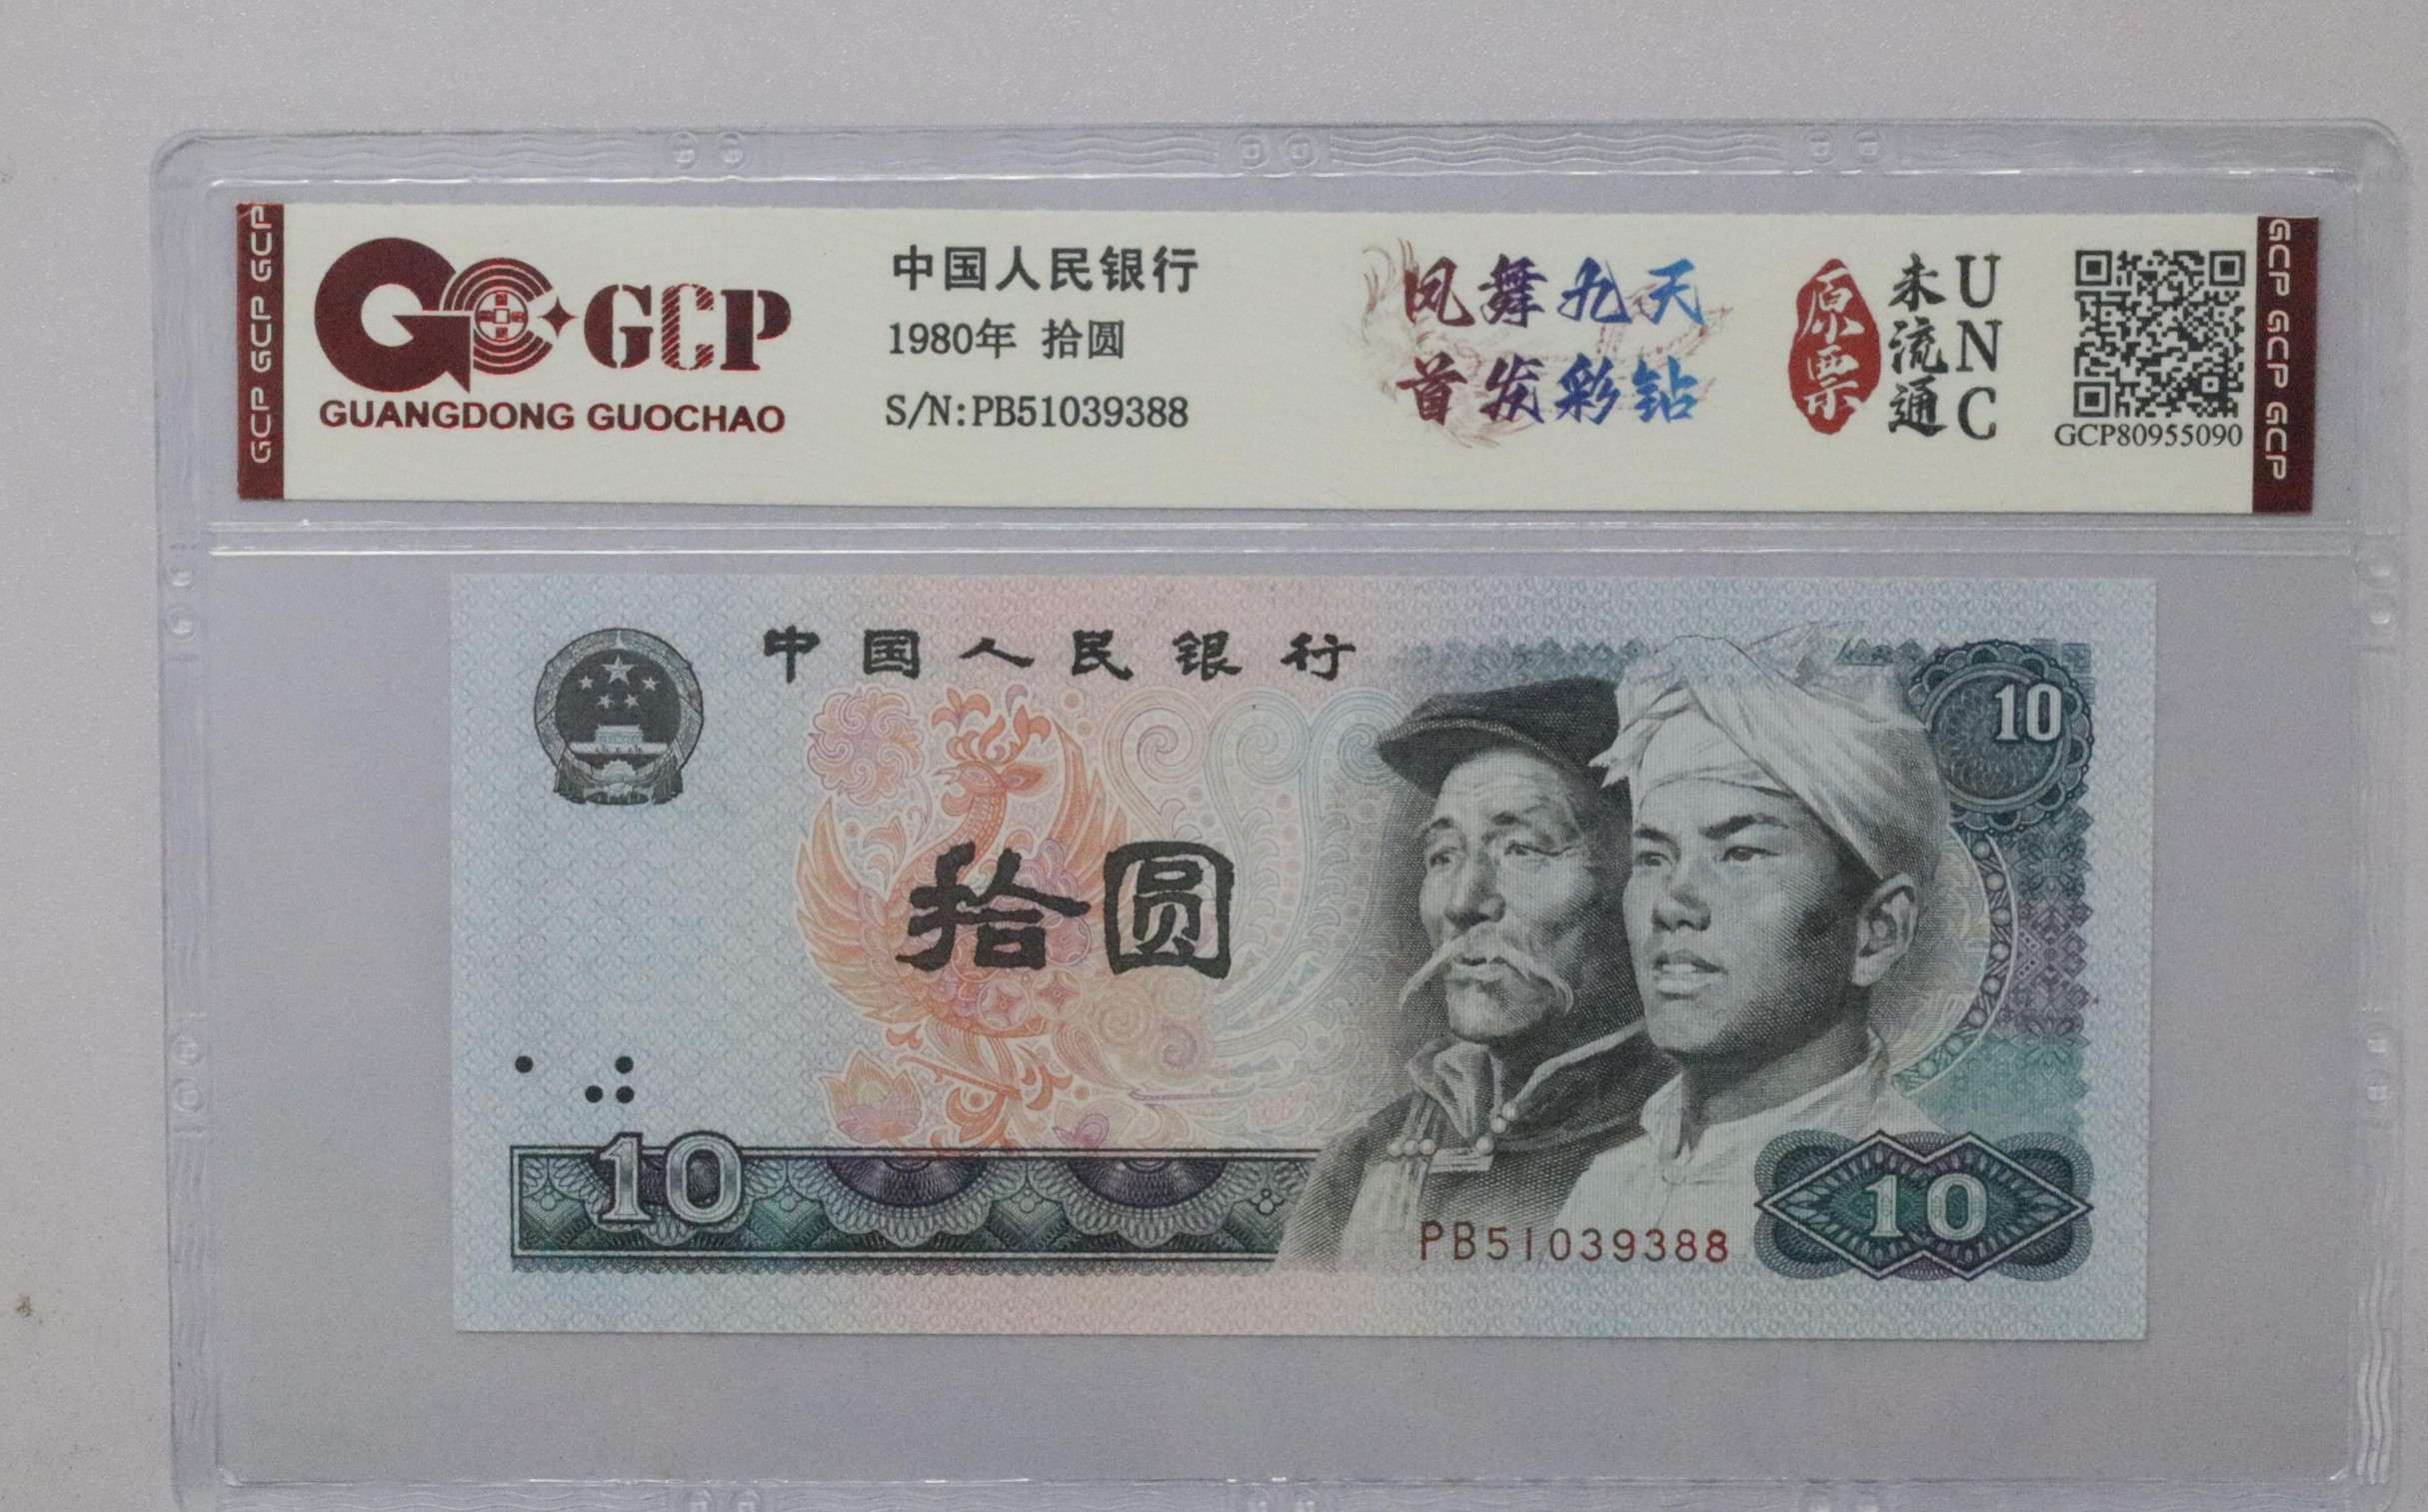 GCP GCP GCP
GCP
GUANGDONG GUOCHAO
中国人民银行
1980年 拾圆
S/N:PB51039388
凤舞九天
首发彩钻
原票
未流通
UNC
GCP80955090
GCP GCP GCP
中国人民银行
10
拾圆
10
PB51039388
10